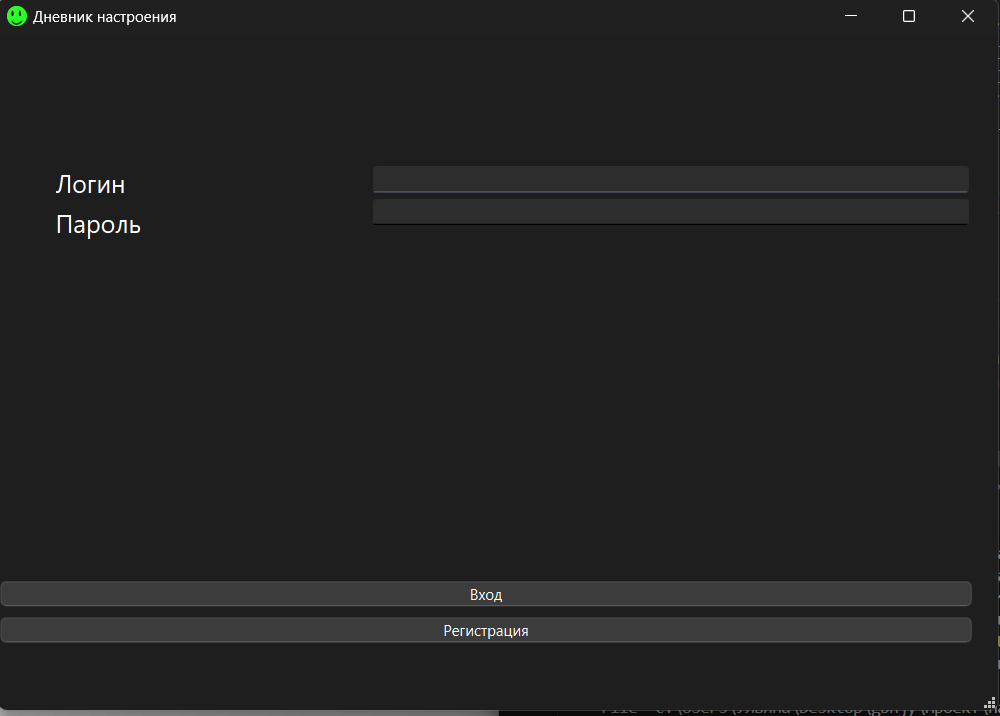 Дневник настроения
Логин
Пароль
Вход
Регистрация